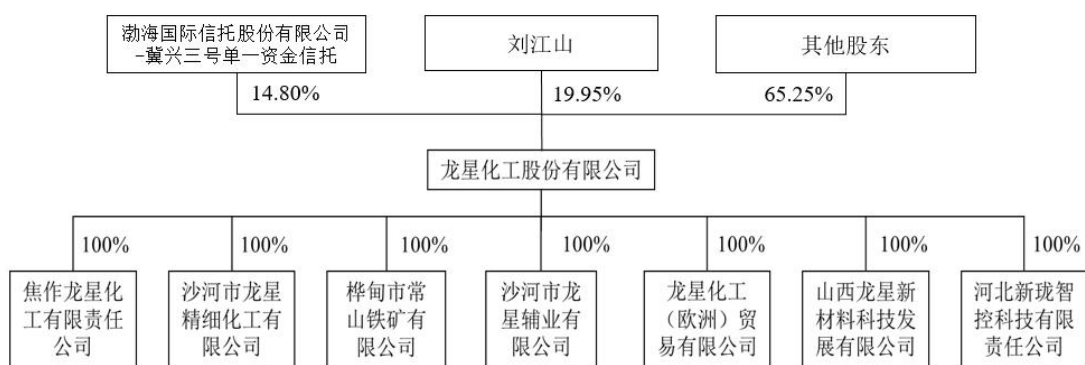 渤海国际信托股份有限公司
-冀兴三号单一资金信托
刘江山
其他股东
14.80%
19.95%
65.25%
龙星化工股份有限公司
100%
100%
100%
100%
100%
100%
100%
焦作龙星化
工有限责任
公司
沙河市龙星
精细化工有
限公司
桦甸市常
山铁矿有
限公司
沙河市龙
星辅业有
限公司
龙星化工
（欧洲）贸
易有限公司
山西龙星新
材料科技发
展有限公司
河北新珑智
控科技有限
责任公司